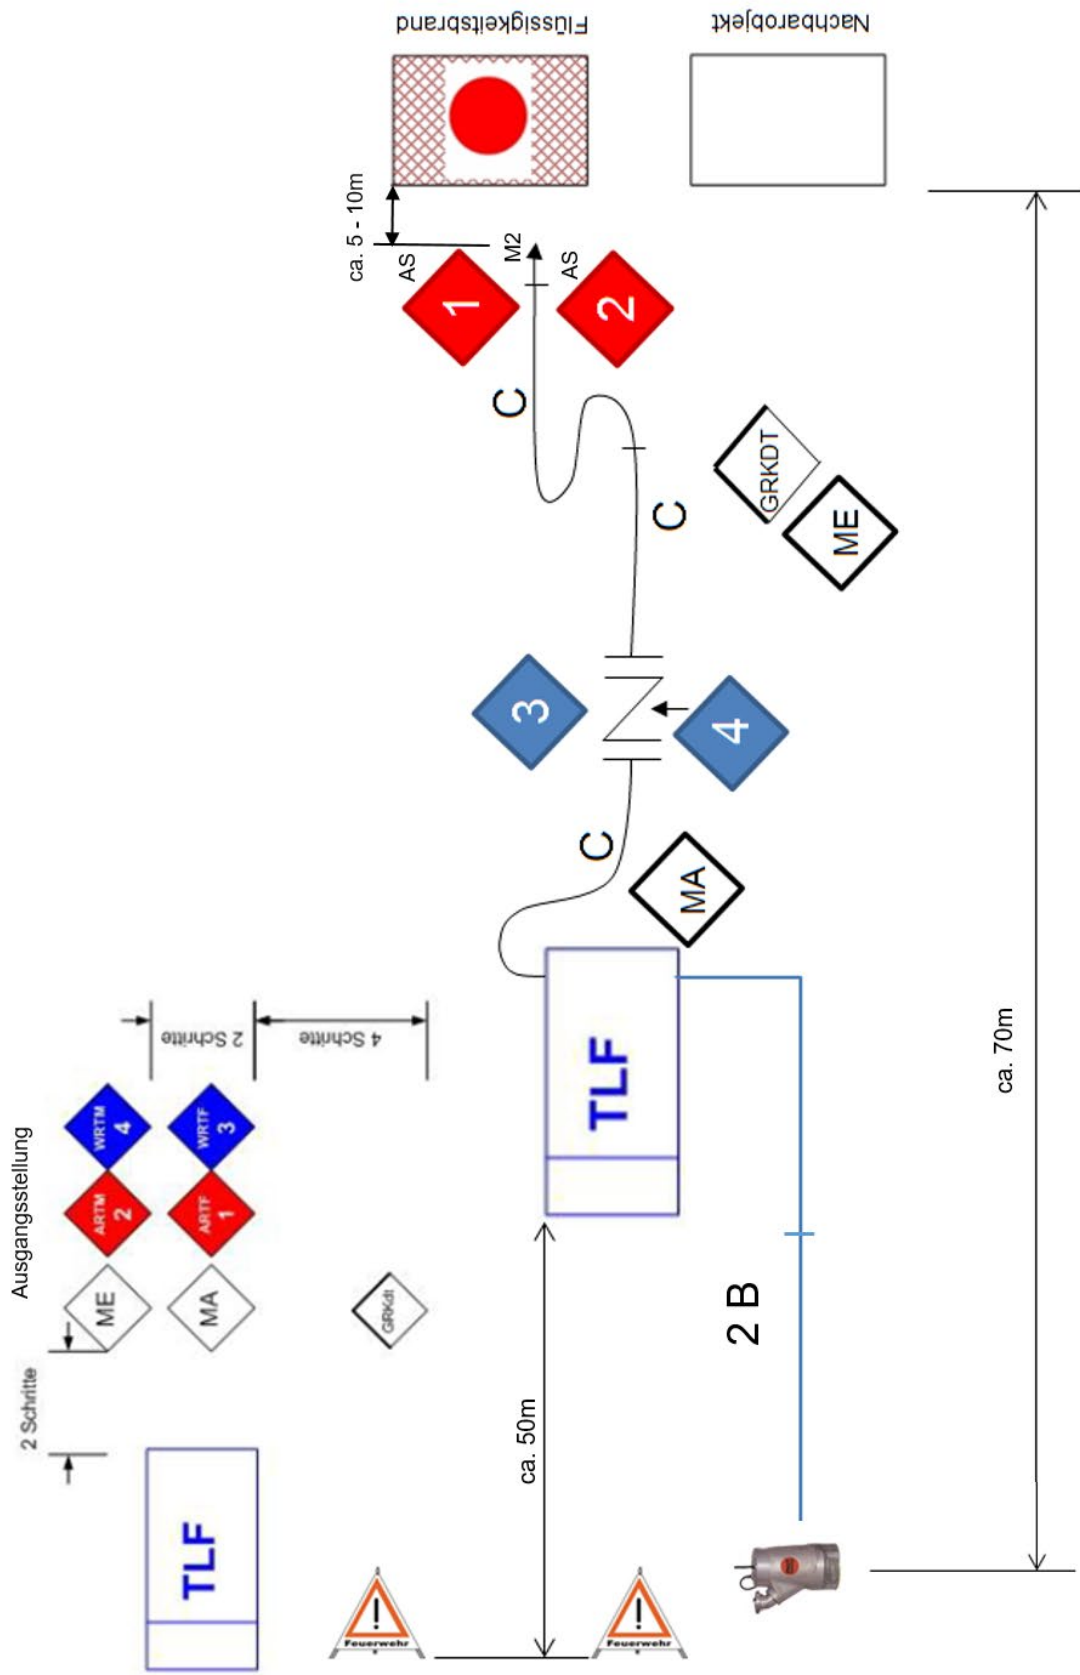 Ausgangsstellung
2 Schritte
TLF
ME
MA
GRKdt
ARTM
2
ARTF
1
WRTM
4
WRTF
3
2 Schritte
4 Schritte
Feuerwehr
Feuerwehr
ca. 50m
TLF
2 B
MA
C
3
4
C
GRKDT
ME
C
1
AS
M2
2
AS
ca. 5 - 10m
Flüssigkeitsbrand
Nachbarobjekt
ca. 70m